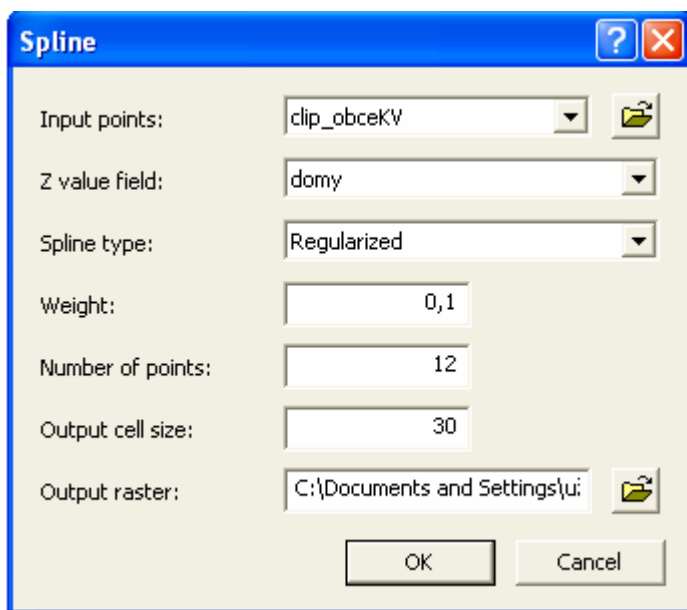 Spline
Input points: clip_obceKV
Z value field: domy
Spline type: Regularized
Weight: 0,1
Number of points: 12
Output cell size: 30
Output raster: C:\Documents and Settings\
OK Cancel